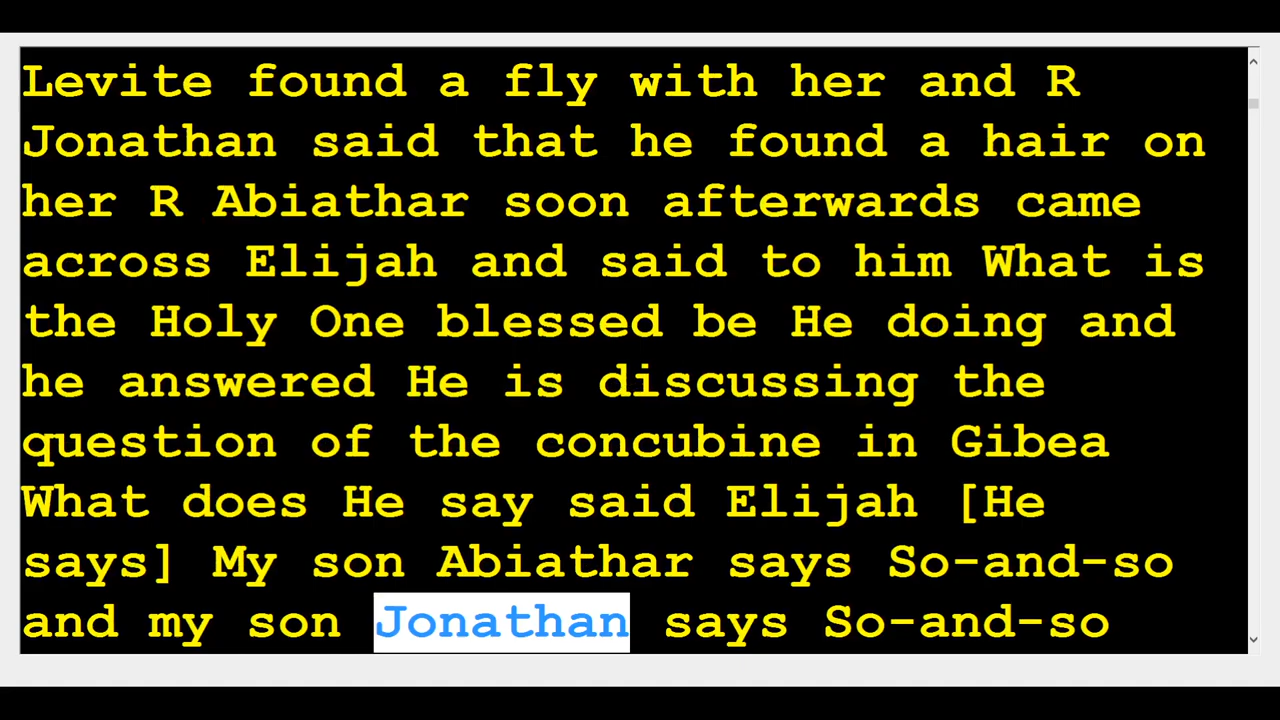 Levite found a fly with her and R
Jonathan said that he found a hair on
her R Abiathar soon afterwards came
across Elijah and said to him What is
the Holy One blessed be He doing and
he answered He is discussing the
question of the concubine in Gibea
What does He say said Elijah [He
says] My son Abiathar says So-and-so
and my son Jonathan says So-and-so